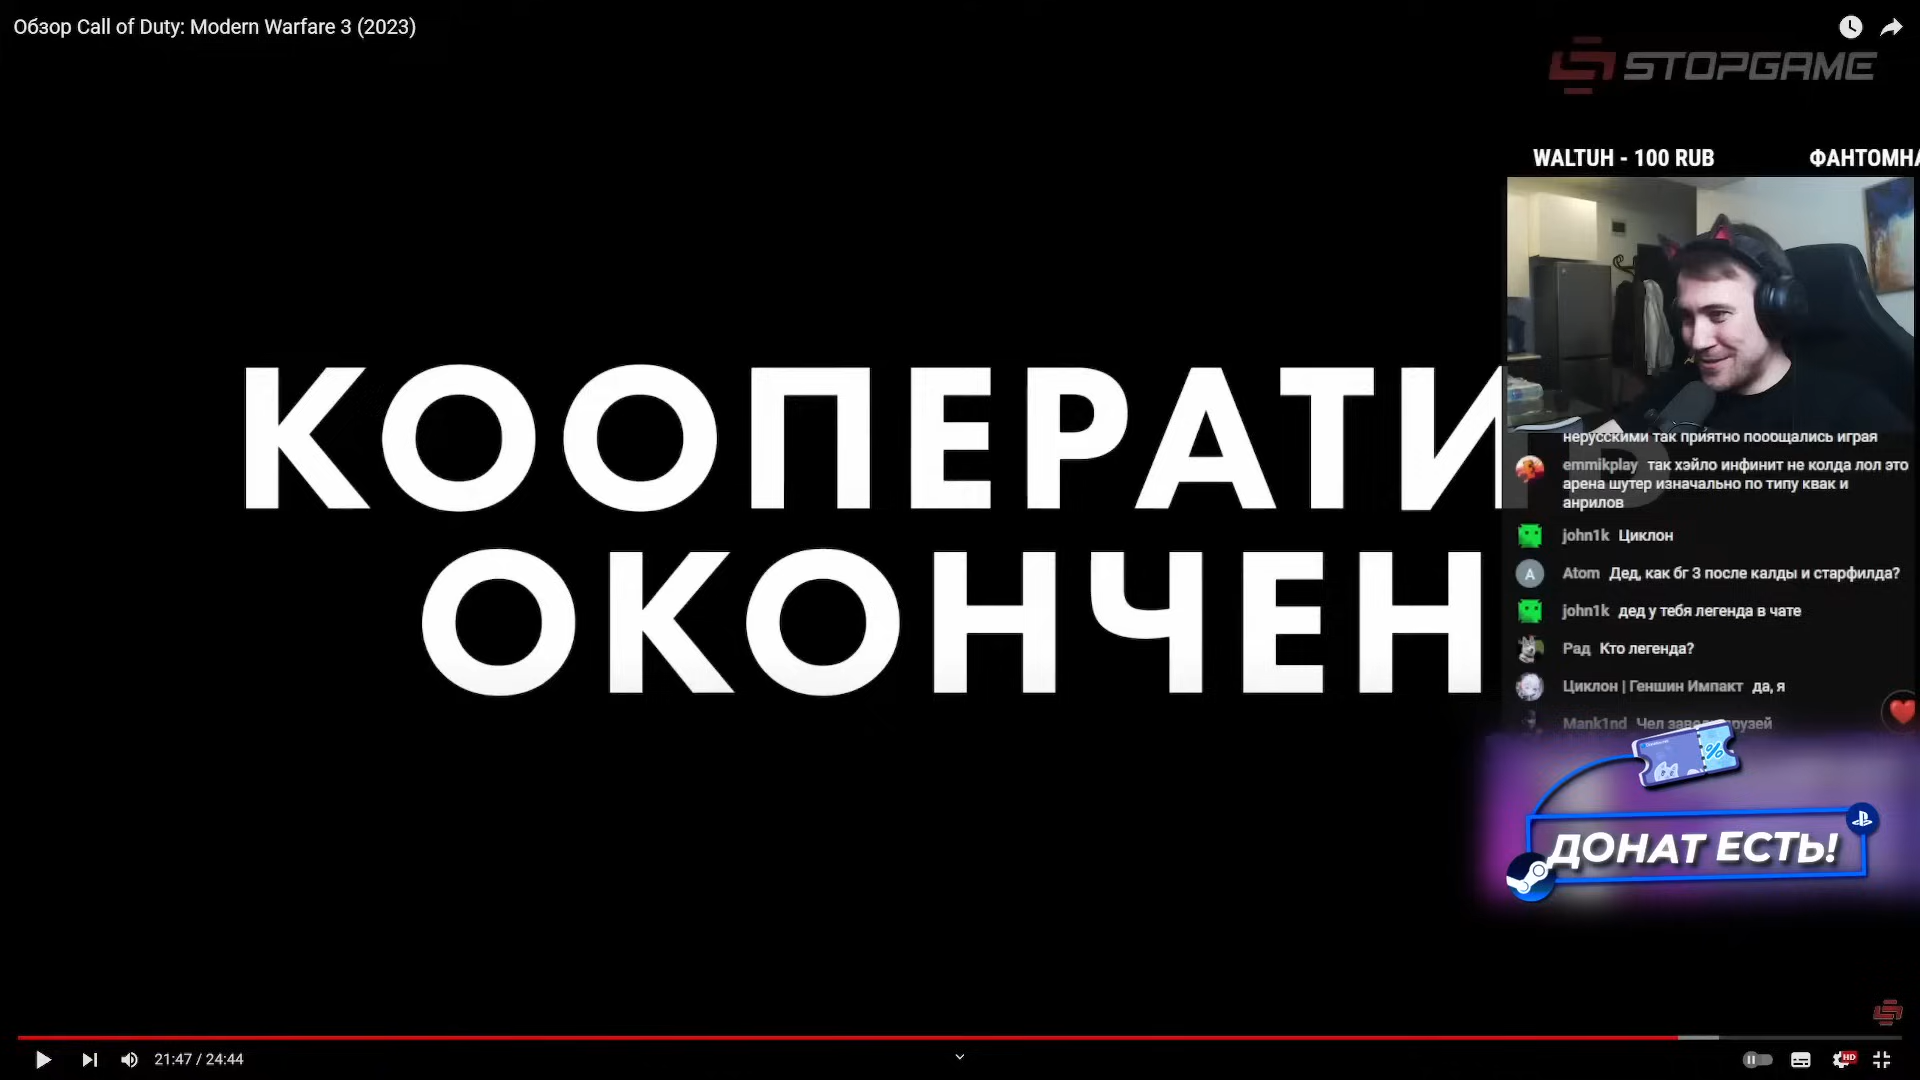 Обзор Call of Duty: Modern Warfare 3 (2023)
STOPGAME
WALTUH - 100 RUB ФАНТОМНА
КООПЕРАТИВ
ОКОНЧЕН
нерусскими так приятно пообщались играя
emmikplay так хэйло инфинит не колда лол это
арена шутер изначально по типу квак и
анрилов
john1k Циклон
A Atom Дед, как бг 3 после калды и старфилда?
john1k дед у тебя легенда в чате
Рад Кто легенда?
Циклон | Геншин Импакт да, я
Mank1nd Чел
%
ДОНАТ ЕСТЬ!
21:47 / 24:44
HD